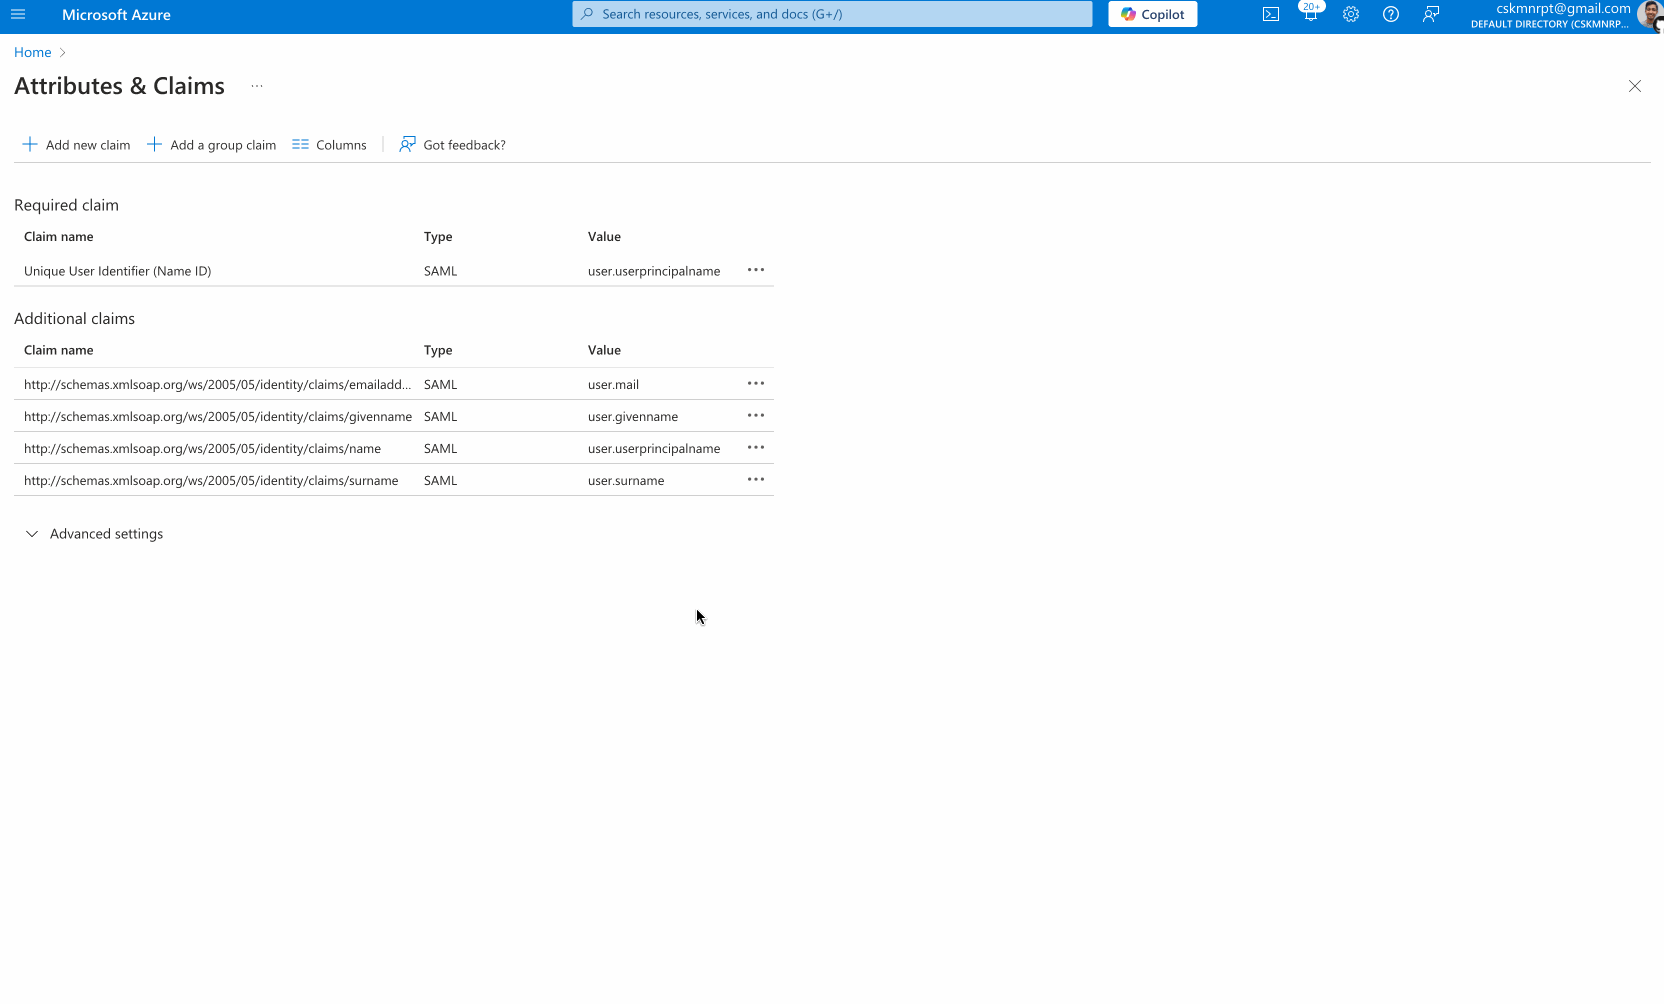 Microsoft Azure
Search resources, services, and docs (G+/)
Copilot
20+
cskmnrpt@gmail.com
DEFAULT DIRECTORY (CSKMNRP...
Home
Attributes & Claims
Add new claim
Add a group claim
Columns
Got feedback?
Required claim
Claim name Type Value
Unique User Identifier (Name ID) SAML user.userprincipalname
Additional claims
Claim name Type Value
http://schemas.xmlsoap.org/ws/2005/05/identity/claims/emailadd... SAML user.mail
http://schemas.xmlsoap.org/ws/2005/05/identity/claims/givenname SAML user.givenname
http://schemas.xmlsoap.org/ws/2005/05/identity/claims/name SAML user.userprincipalname
http://schemas.xmlsoap.org/ws/2005/05/identity/claims/surname SAML user.surname
Advanced settings